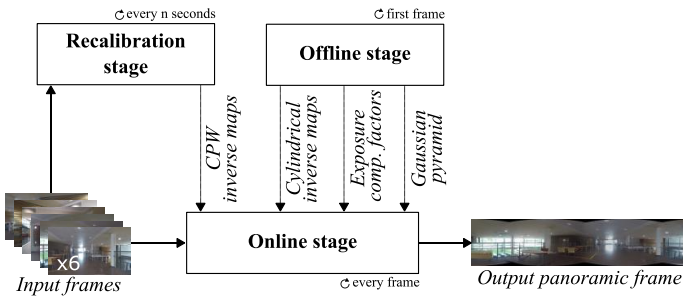 every n seconds
first frame
Recalibration
stage
Offline stage
CPW
inverse maps
Cylindrical
inverse maps
Exposure
comp. factors
Gaussian
pyramid
x6
Input frames
Online stage
every frame
Output panoramic frame